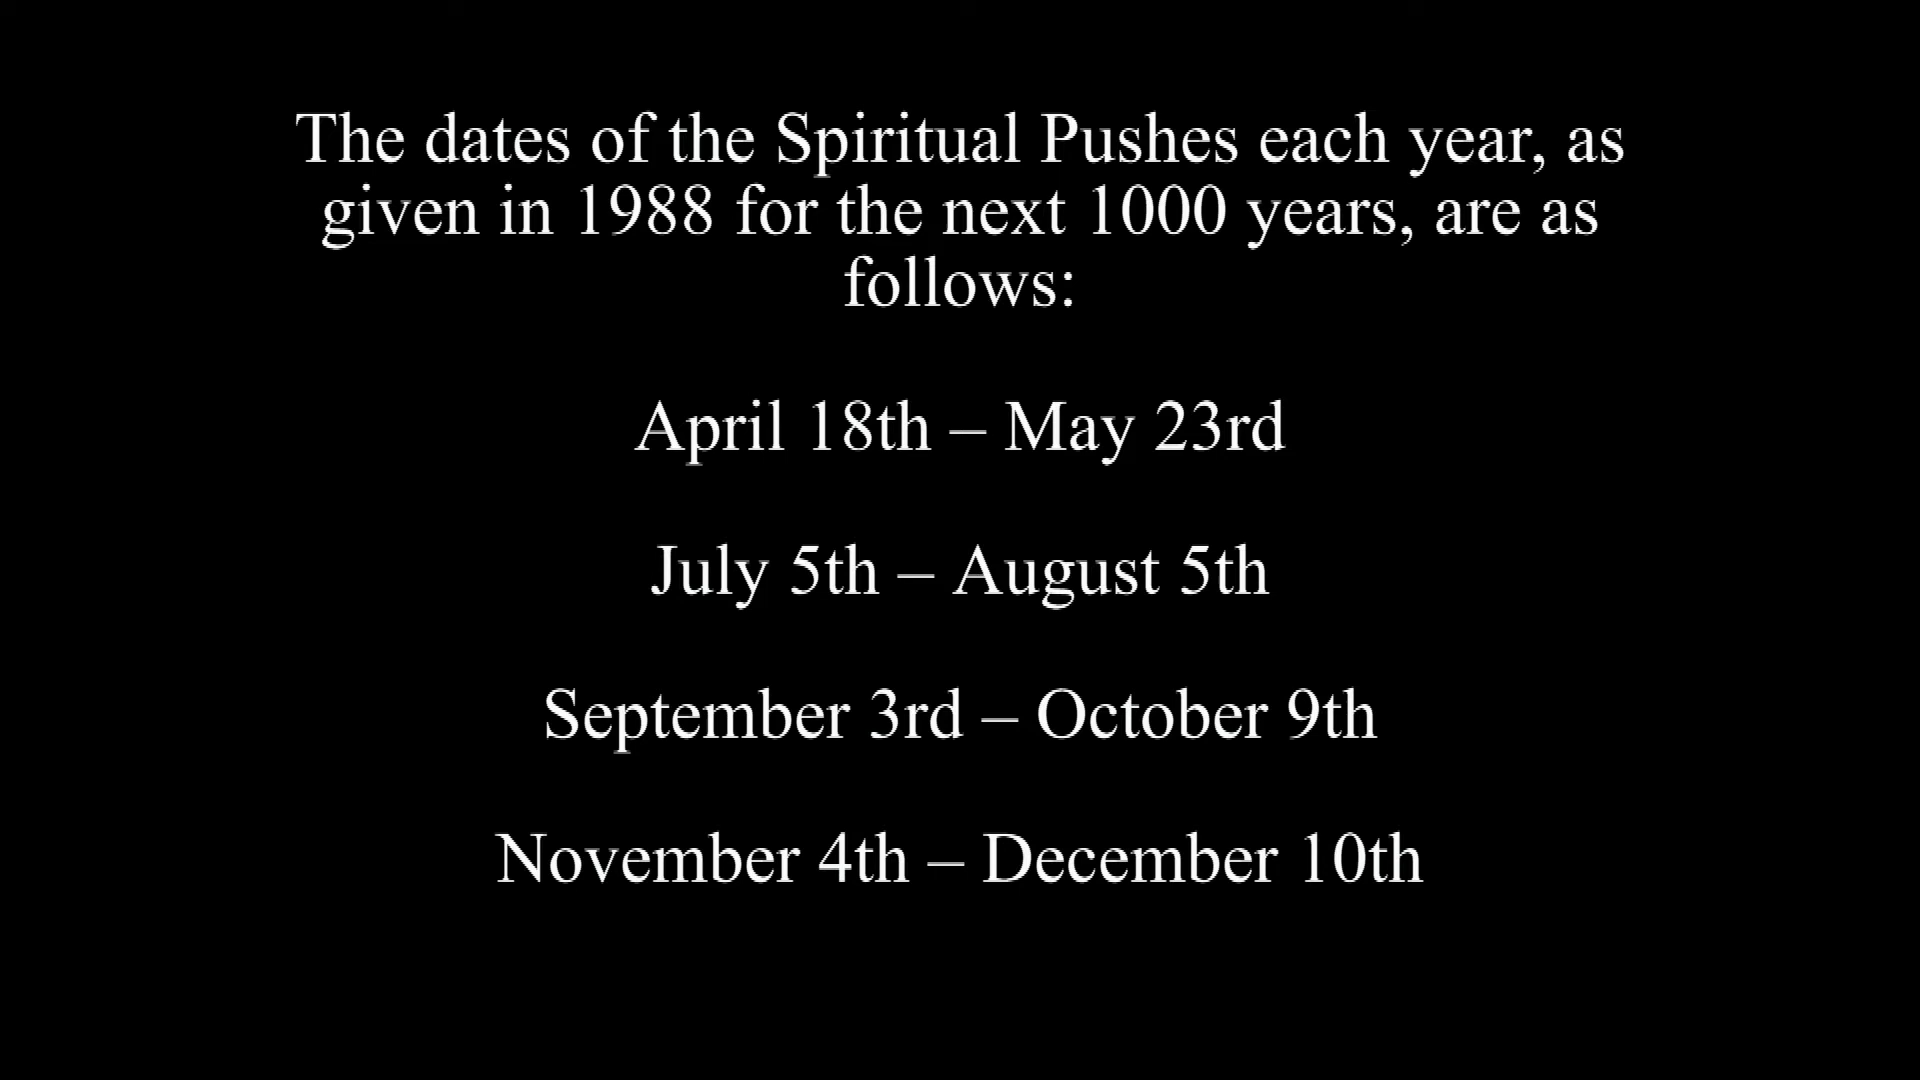 The dates of the Spiritual Pushes each year, as
given in 1988 for the next 1000 years, are as
follows:
April 18th – May 23rd
July 5th – August 5th
September 3rd – October 9th
November 4th – December 10th